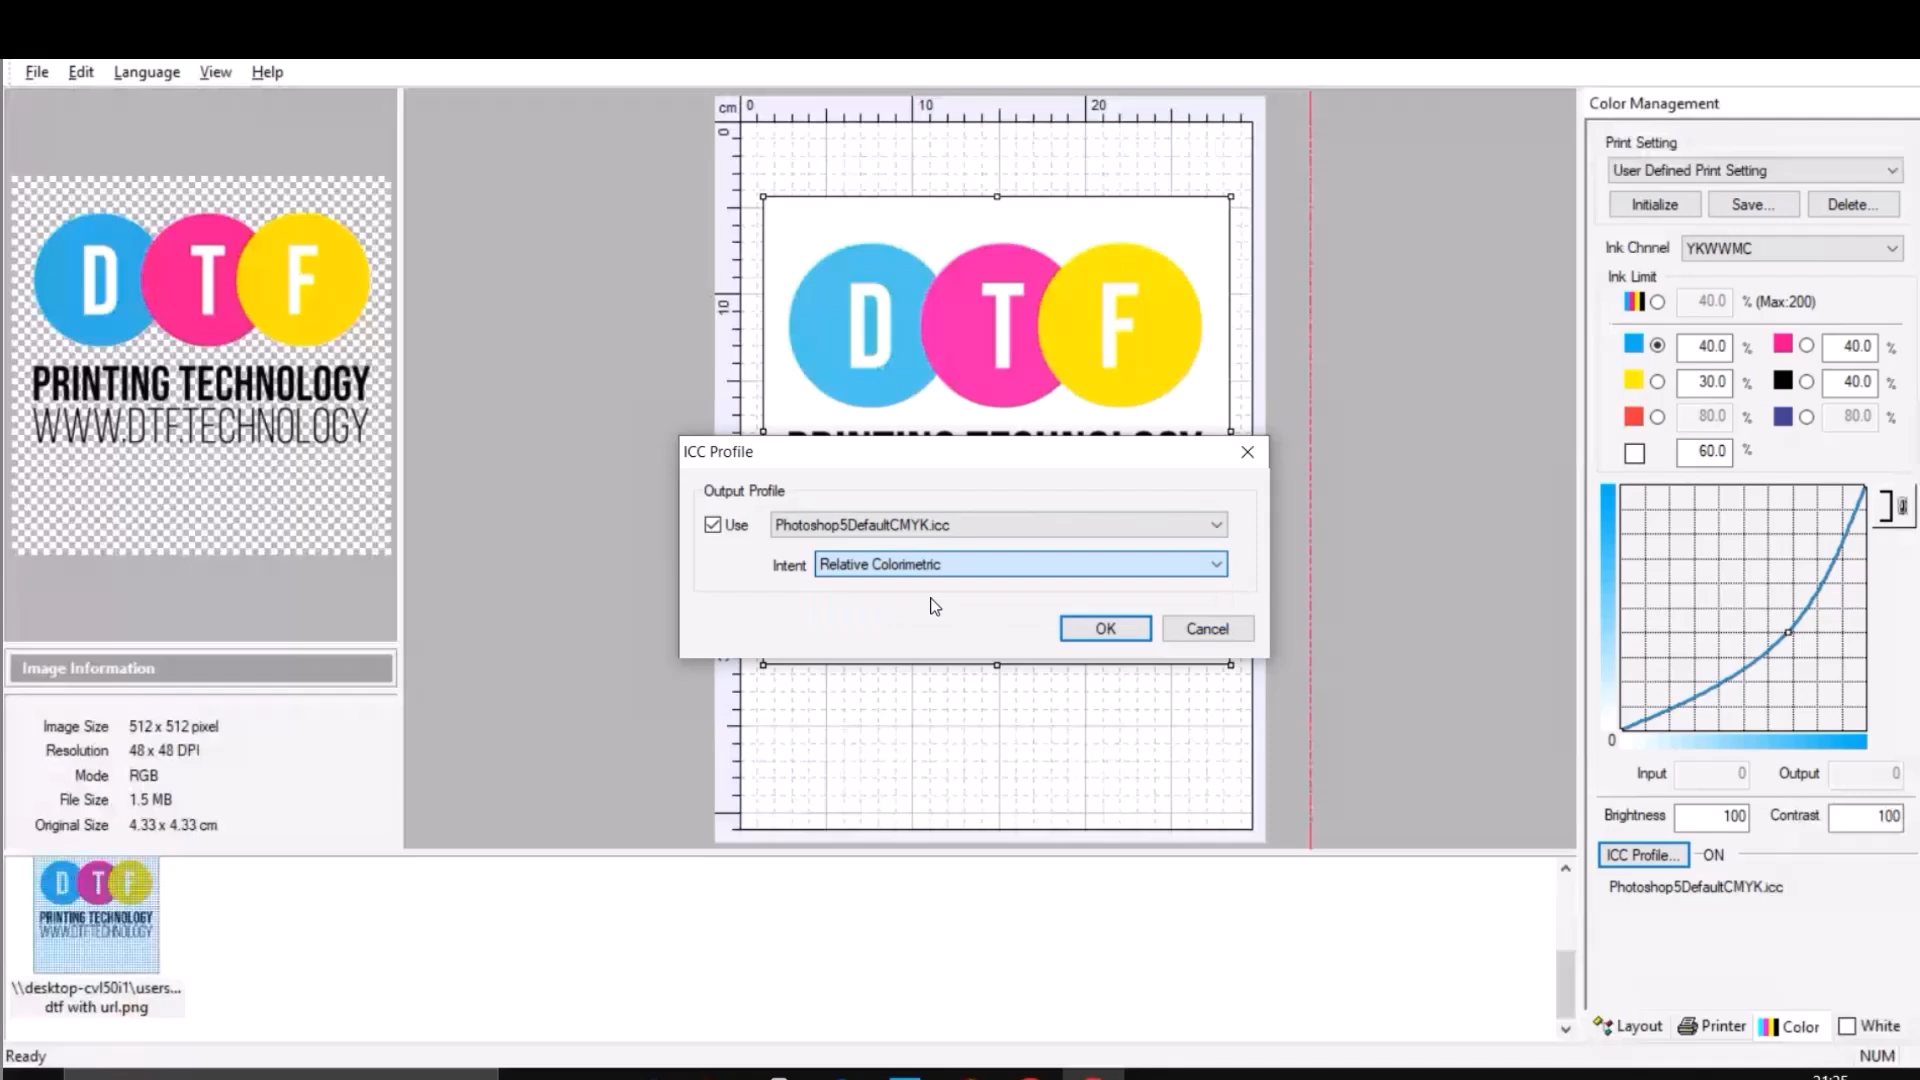 File Edit Language View Help
D T F
PRINTING TECHNOLOGY
WWW.DTF.TECHNOLOGY
Image Information
Image Size 512 x 512 pixel
Resolution 48 x 48 DPI
Mode RGB
File Size 1.5 MB
Original Size 4.33 x 4.33 cm
cm 0 10 20
0
10
D T F
ICC Profile
Output Profile
Use Photoshop5DefaultCMYK.icc
Intent Relative Colorimetric
OK Cancel
Color Management
Print Setting
User Defined Print Setting
Initialize Save... Delete...
Ink Chnnel YKWWMC
Ink Limit
40.0 % (Max:200)
40.0 % 40.0 %
30.0 % 40.0 %
80.0 % 80.0 %
60.0 %
0
Input 0 Output 0
Brightness 100 Contrast 100
ICC Profile... ON
Photoshop5DefaultCMYK.icc
D T F
PRINTING TECHNOLOGY
WWW.DTF.TECHNOLOGY
\\desktop-cvl50i1\users...
dtf with url.png
Layout Printer Color White
Ready NUM